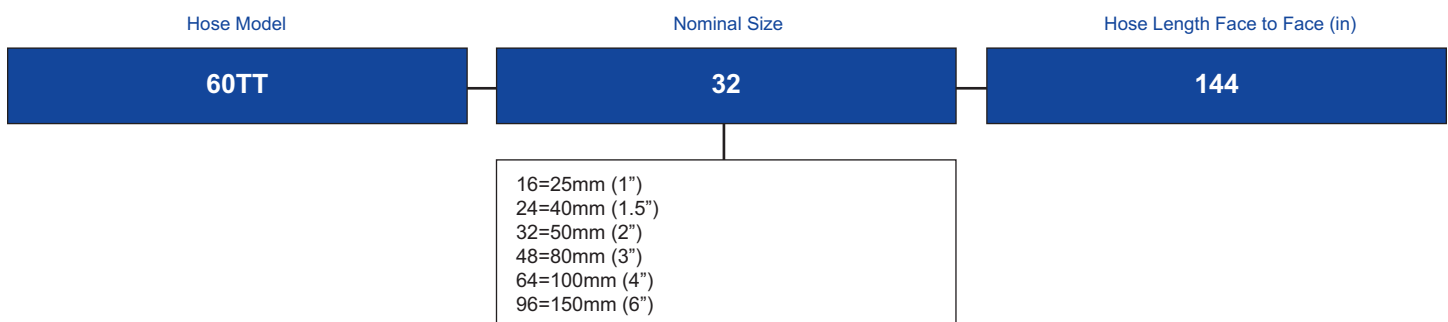 Hose Model
Nominal Size
Hose Length Face to Face (in)
60TT
32
144
16=25mm (1”)
24=40mm (1.5”)
32=50mm (2”)
48=80mm (3”)
64=100mm (4”)
96=150mm (6”)